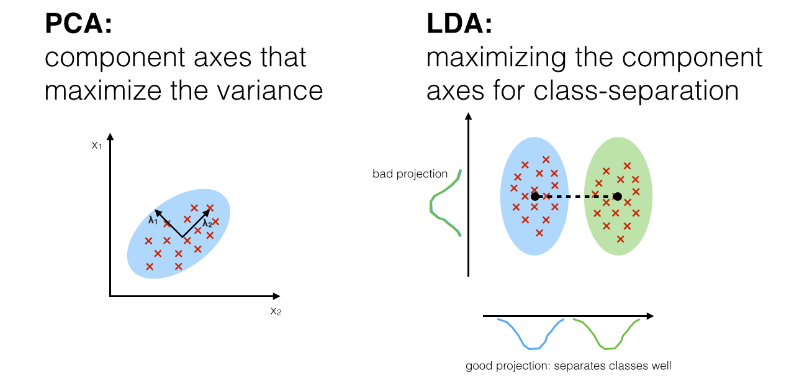 PCA:
component axes that
maximize the variance
x1
λ1
λ2
x2
LDA:
maximizing the component
axes for class-separation
bad projection
good projection: separates classes well